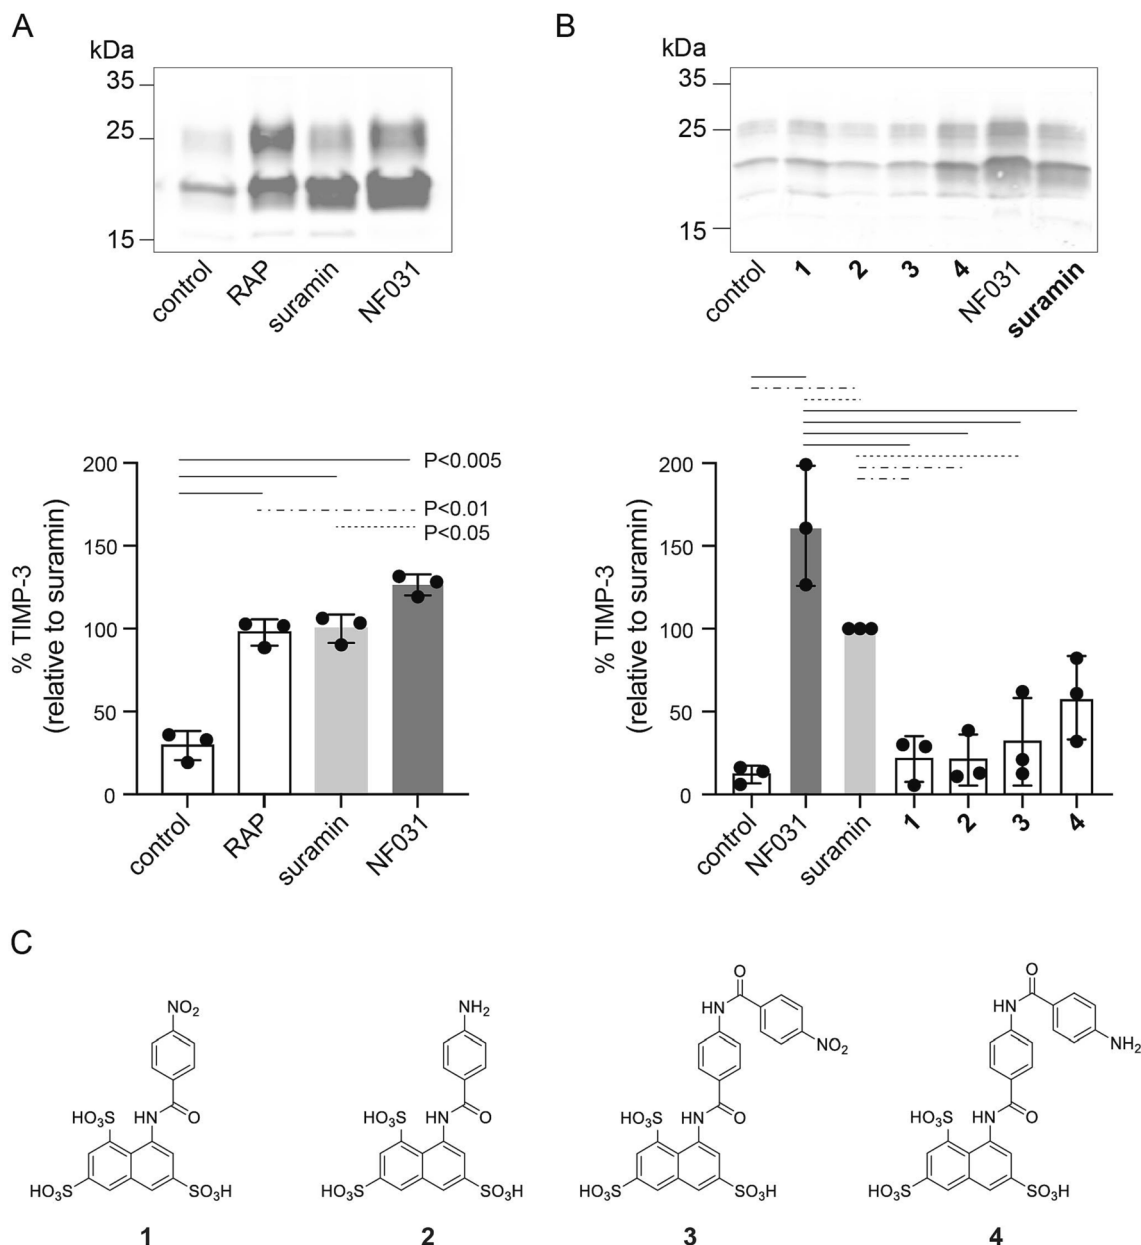 A
kDa
35
25
15
control
RAP
suramin
NF031
B
kDa
35
25
15
control
1
2
3
4
NF031
suramin
% TIMP-3
(relative to suramin)
200
150
100
50
0
P<0.005
P<0.01
P<0.05
control
RAP
suramin
NF031
% TIMP-3
(relative to suramin)
200
150
100
50
0
control
NF031
suramin
1
2
3
4
C
NO₂
HO₃S
HN
O
HO₃S
SO₃H
1
NH₂
HO₃S
HN
O
HO₃S
SO₃H
2
O
HN
NO₂
HO₃S
HN
O
HO₃S
SO₃H
3
O
HN
NH₂
HO₃S
HN
O
HO₃S
SO₃H
4